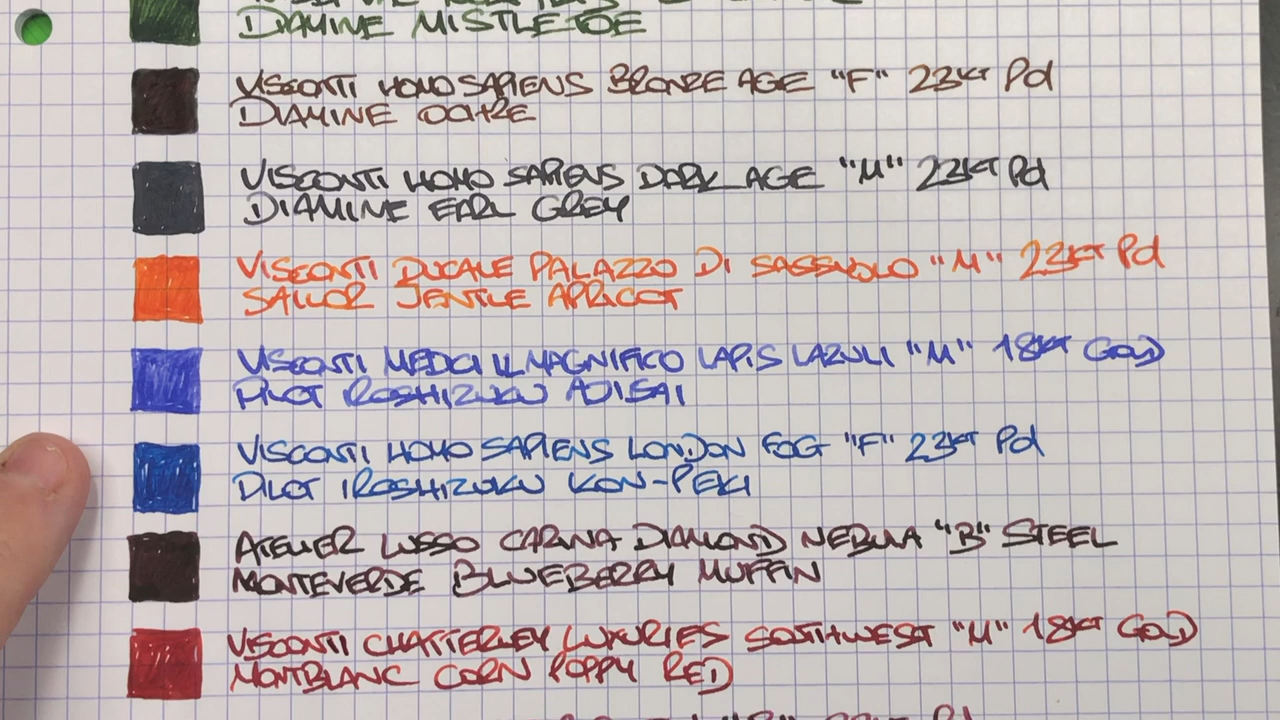 DIAMINE MISTLETOE
VISCONTI HOMO SAPIENS BRONZE AGE "F" 23KT Pd
DIAMINE OCHRE
VISCONTI HOMO SAPIENS DARK AGE "M" 23KT Pd
DIAMINE EARL GREY
VISCONTI DUCALE PALAZZO DI SASSUOLO "M" 23KT Pd
SAILOR JENTLE APRICOT
VISCONTI MEDICI IL MAGNIFICO LAPIS LAZULI "M" 18KT GOLD
PILOT IROSHIZUKU AJISAI
VISCONTI HOMO SAPIENS LONDON FOG "F" 23KT Pd
PILOT IROSHIZUKU KON-PEKI
ATELIER LUSSO CARINA DIAMOND NEBULA "B" STEEL
MONTEVERDE BLUEBERRY MUFFIN
VISCONTI CHATTERLEY LUXURIES SOUTHWEST "M" 18KT GOLD
MONTBLANC CORN POPPY RED